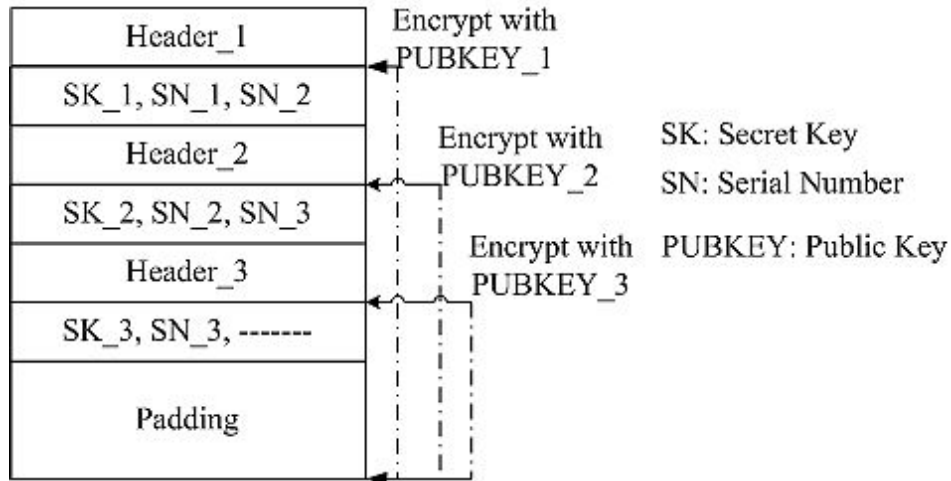 Header_1
SK_1, SN_1, SN_2
Header_2
SK_2, SN_2, SN_3
Header_3
SK_3, SN_3, -------
Padding
Encrypt with
PUBKEY_1
Encrypt with
PUBKEY_2
Encrypt with
PUBKEY_3
SK: Secret Key
SN: Serial Number
PUBKEY: Public Key